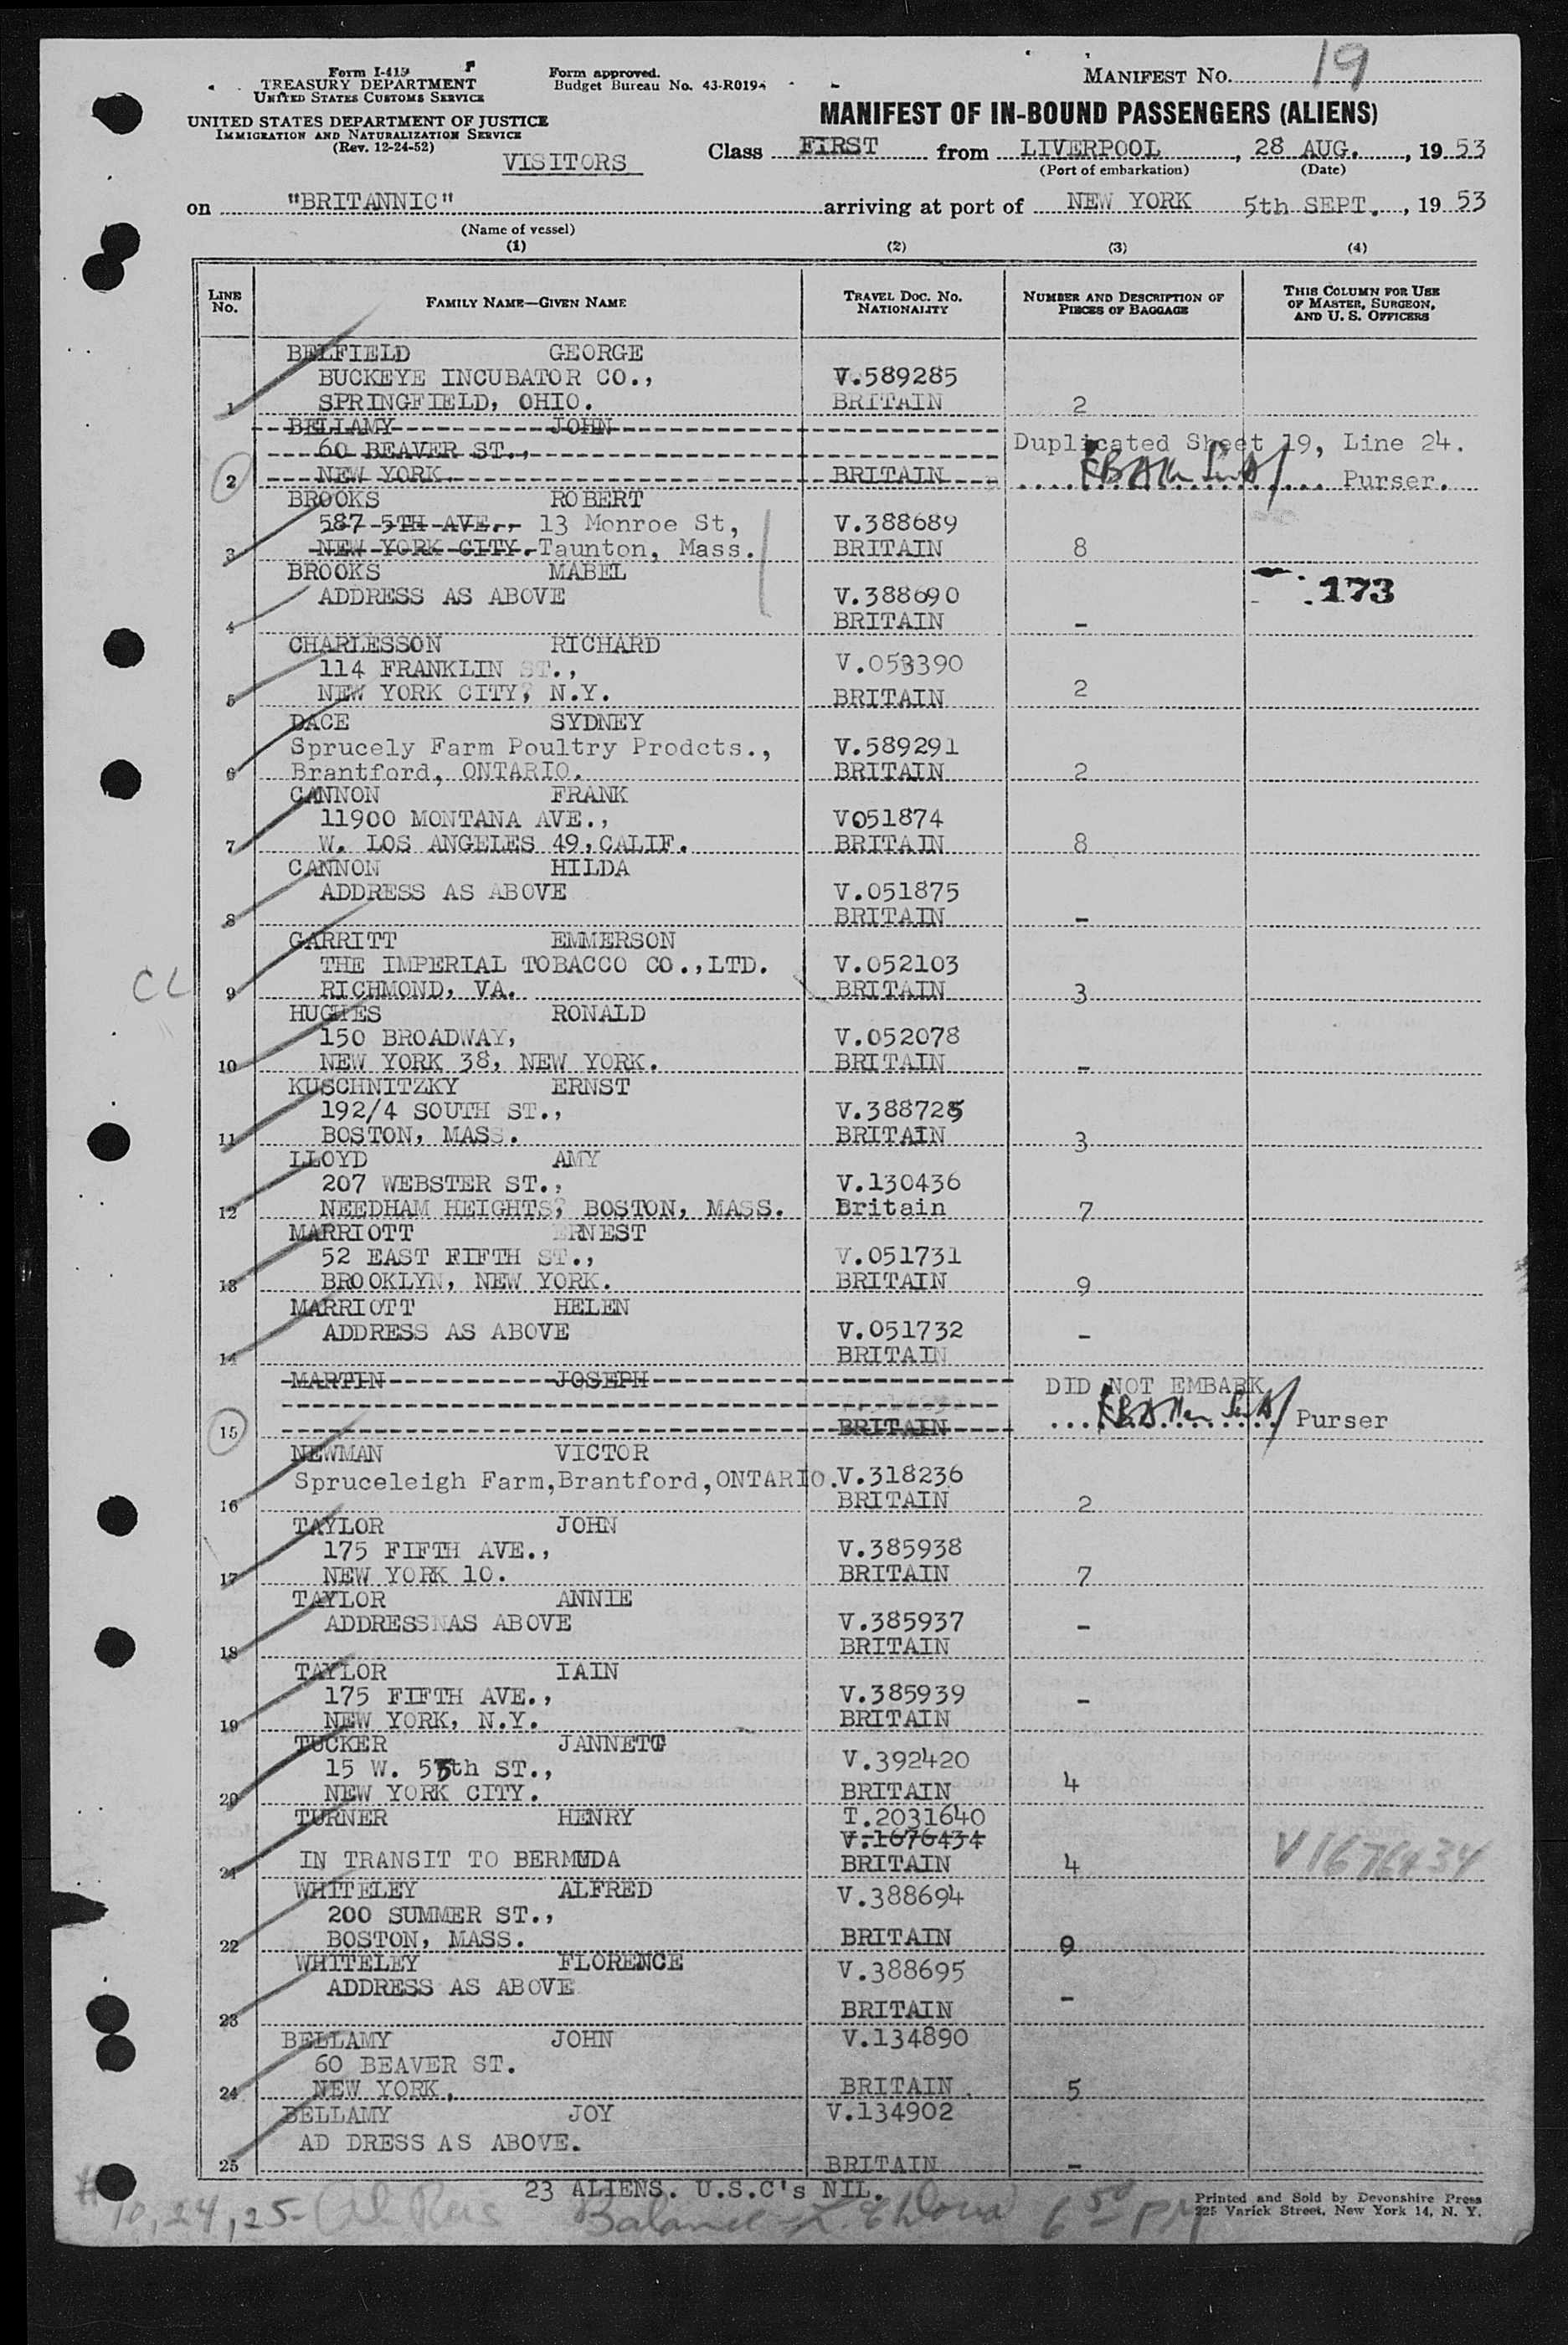 Form I-415
TREASURY DEPARTMENT
UNITED STATES CUSTOMS SERVICE
UNITED STATES DEPARTMENT OF JUSTICE
IMMIGRATION AND NATURALIZATION SERVICE
(Rev. 12-24-52)
Form approved.
Budget Bureau No. 43-R019
MANIFEST NO. 19
MANIFEST OF IN-BOUND PASSENGERS (ALIENS)
VISITORS
Class FIRST from LIVERPOOL, 28 AUG., 19 53
(Port of embarkation) (Date)
on "BRITANNIC" arriving at port of NEW YORK 5th SEPT., 19 53
(Name of vessel)
(1) (2) (3) (4)
LINE NO. FAMILY NAME—GIVEN NAME TRAVEL DOC. NO. NATIONALITY NUMBER AND DESCRIPTION OF PIECES OF BAGGAGE THIS COLUMN FOR USE OF MASTER, SURGEON, AND U. S. OFFICERS
BELFIELD GEORGE
BUCKEYE INCUBATOR CO., V.589285
1 SPRINGFIELD, OHIO. BRITAIN 2
BELLAMY JOHN
60 BEAVER ST., Duplicated Sheet 19, Line 24.
2 NEW YORK. BRITAIN Purser.
BROOKS ROBERT
587 5TH AVE., 13 Monroe St, V.388689
3 NEW YORK CITY. Taunton, Mass. BRITAIN 8
BROOKS MABEL
ADDRESS AS ABOVE V.388690 173
4 BRITAIN -
CHARLESSON RICHARD
114 FRANKLIN ST., V.053390
5 NEW YORK CITY, N.Y. BRITAIN 2
DACE SYDNEY
Sprucely Farm Poultry Prodcts., V.589291
6 Brantford, ONTARIO. BRITAIN 2
CANNON FRANK
11900 MONTANA AVE., V051874
7 W. LOS ANGELES 49, CALIF. BRITAIN 8
CANNON HILDA
ADDRESS AS ABOVE V.051875
8 BRITAIN -
GARRITT EMMERSON
THE IMPERIAL TOBACCO CO.,LTD. V.052103
CL 9 RICHMOND, VA. BRITAIN 3
HUGHES RONALD
150 BROADWAY, V.052078
10 NEW YORK 38, NEW YORK. BRITAIN -
KUSCHNITZKY ERNST
192/4 SOUTH ST., V.388725
11 BOSTON, MASS. BRITAIN 3
LLOYD AMY
207 WEBSTER ST., V.130436
12 NEEDHAM HEIGHTS, BOSTON, MASS. Britain 7
MARRIOTT ERNEST
52 EAST FIFTH ST., V.051731
13 BROOKLYN, NEW YORK. BRITAIN 9
MARRIOTT HELEN
ADDRESS AS ABOVE V.051732 -
14 BRITAIN
MARTIN JOSEPH DID NOT EMBARK
15 BRITAIN Purser
NEWMAN VICTOR
Spruceleigh Farm,Brantford,ONTARIO. V.318236
16 BRITAIN 2
TAYLOR JOHN
175 FIFTH AVE., V.385938
17 NEW YORK 10. BRITAIN 7
TAYLOR ANNIE
ADDRESSNAS ABOVE V.385937 -
18 BRITAIN
TAYLOR IAIN
175 FIFTH AVE., V.385939 -
19 NEW YORK, N.Y. BRITAIN
TUCKER
15 W. ST., V.392420
20 NEW YORK CITY. BRITAIN 4
TURNER HENRY T.2031640
V.1676434
21 IN TRANSIT TO BERMUDA BRITAIN 4 V1676434
WHITELEY ALFRED V.388694
200 SUMMER ST.,
22 BOSTON, MASS. BRITAIN 9
WHITELEY FLORENCE V.388695
ADDRESS AS ABOVE -
23 BRITAIN
BELLAMY JOHN V.134890
60 BEAVER ST.
24 NEW YORK, BRITAIN. 5
BELLAMY JOY V.134902
AD DRESS AS ABOVE.
25 BRITAIN -
23 ALIENS. U.S.C's NIL.
#10, 24, 25- Balance 6 50 PM
Printed and Sold by Devonshire Press
225 Varick Street, New York 14, N. Y.